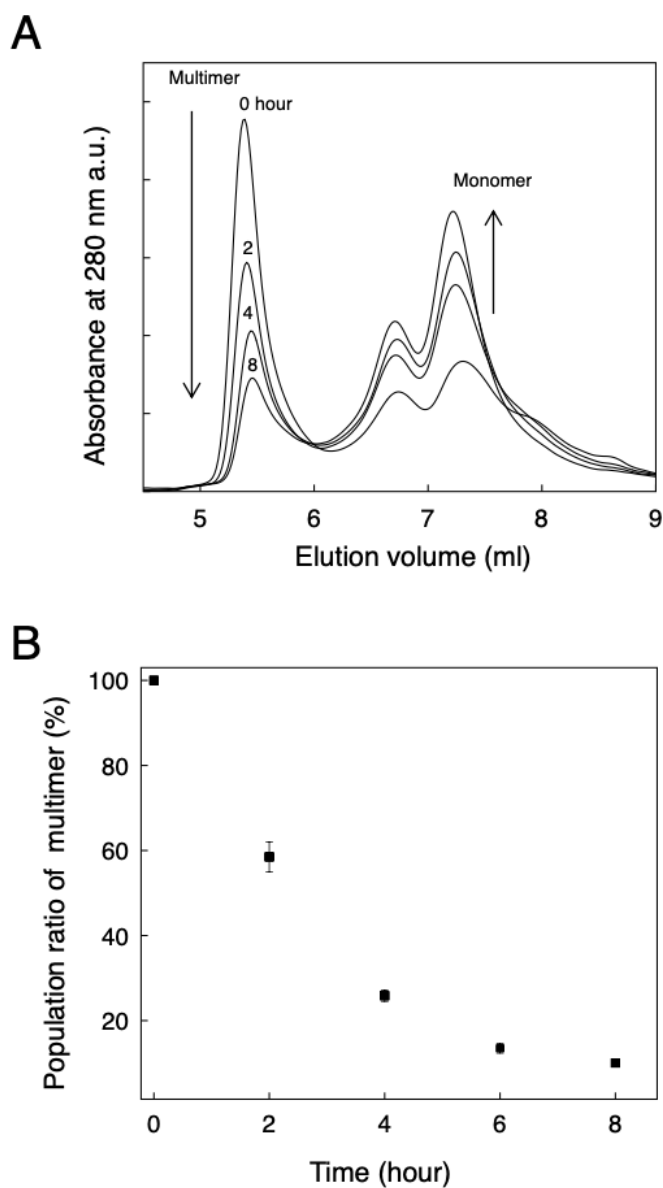 A
Multimer
0 hour
Monomer
2
4
8
Absorbance at 280 nm a.u.)
5 6 7 8 9
Elution volume (ml)
B
100
80
60
40
20
Population ratio of multimer (%)
0 2 4 6 8
Time (hour)